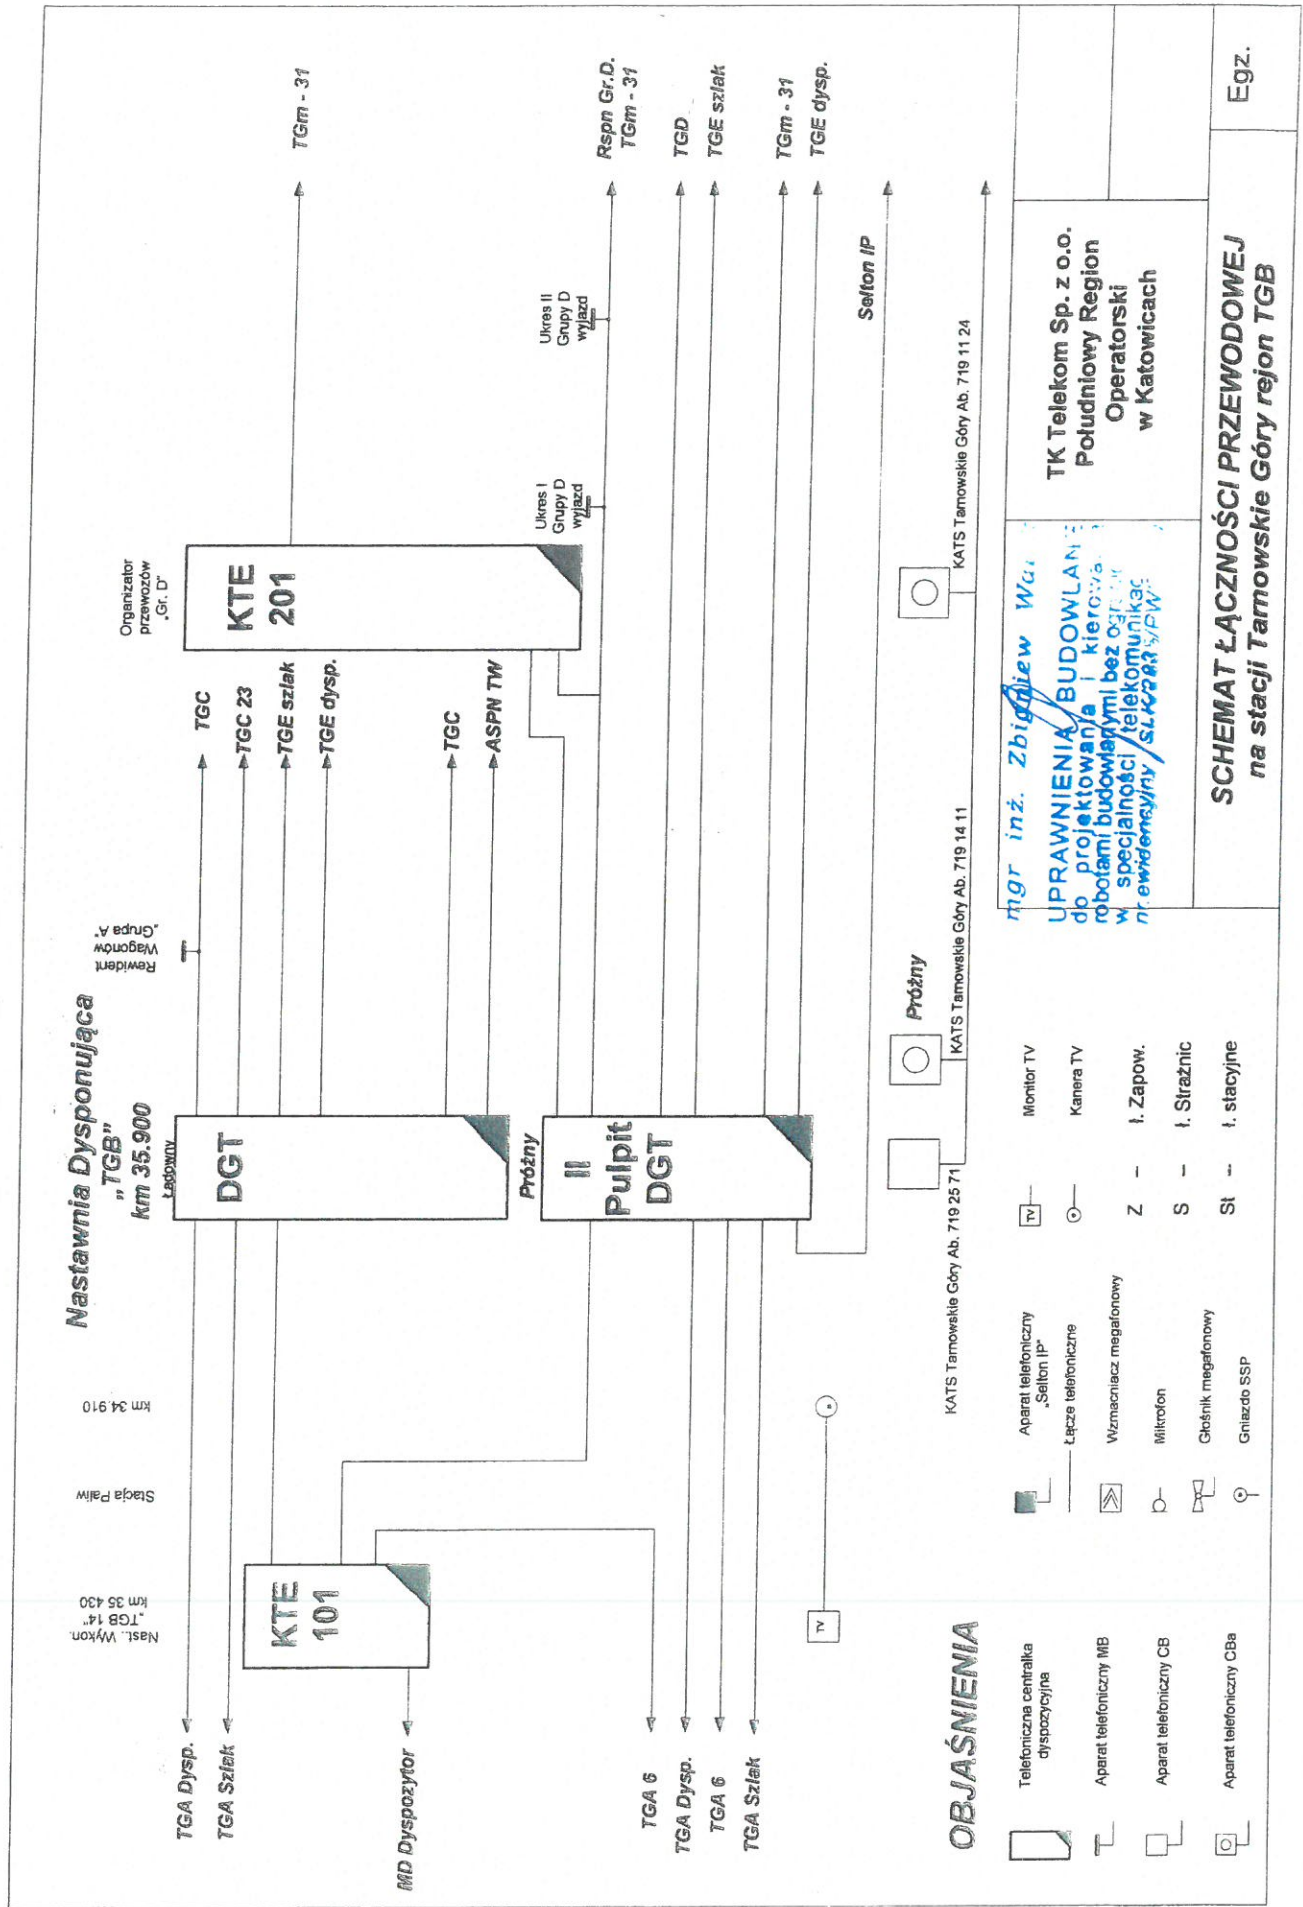 Nastawnia Dysponująca
„TGB”
km 35.900
Nast. Wykon.
„TGB 14”
km 35 430
Stacja Paliw
km 34.910
Rewident
Wagonów
„Grupa A”
Organizator
przewozów
„Gr. D”
Ładowny
DGT
KTE
101
KTE
201
TGA Dysp.
TGA Szlak
MD Dyspozytor
TGC
TGC 23
TGE szlak
TGE dysp.
TGC
ASPN TW
TGm - 31
Próżny
II
Pulpit
DGT
Ukres I
Grupy D
wyjazd
Ukres II
Grupy D
wyjazd
TGA 6
TGA Dysp.
TGA 6
TGA Szlak
Rspn Gr.D.
TGm - 31
TGD
TGE szlak
TGm - 31
TGE dysp.
Selton IP
TV
Próżny
KATS Tarnowskie Góry Ab. 719 25 71
KATS Tarnowskie Góry Ab. 719 14 11
KATS Tarnowskie Góry Ab. 719 11 24
OBJAŚNIENIA
Telefoniczna centralka
dyspozycyjna
Aparat telefoniczny MB
Aparat telefoniczny CB
Aparat telefoniczny CBa
Aparat telefoniczny
„Selton IP”
Łącze telefoniczne
Wzmacniacz megafonowy
Mikrofon
Głośnik megafonowy
Gniazdo SSP
TV
Monitor TV
Kanera TV
Z - ł. Zapow.
S - ł. Strażnic
St - ł. stacyjne
mgr inż. Zbigniew
UPRAWNIENIA BUDOWLAN
do projektowania i kierowa
robotami budowlanymi bez
w specjalności telekomunikac
nr ewidencyjny
TK Telekom Sp. z o.o.
Południowy Region
Operatorski
w Katowicach
SCHEMAT ŁĄCZNOŚCI PRZEWODOWEJ
na stacji Tarnowskie Góry rejon TGB
Egz.